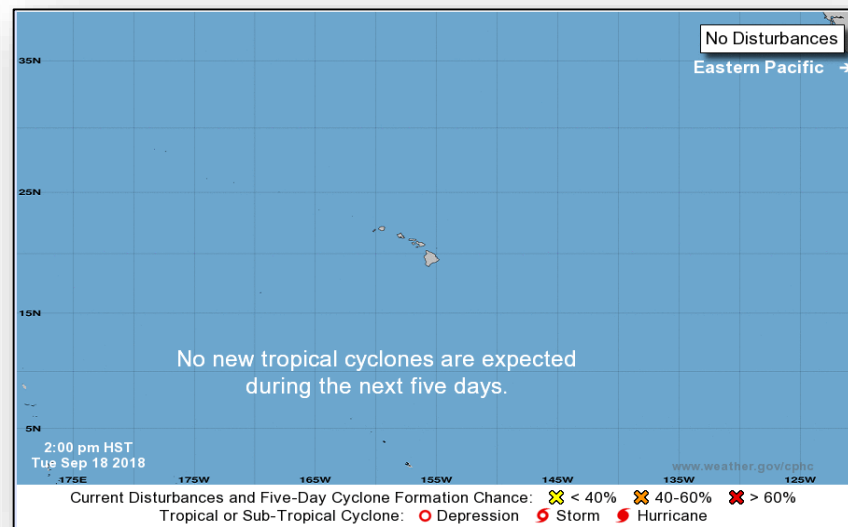 No Disturbances
Eastern Pacific →
35N
25N
15N
No new tropical cyclones are expected
during the next five days.
5N
2:00 pm HST
Tue Sep 18 2018
www.weather.gov/cphc
175E 175W 165W 155W 145W 135W 125W
Current Disturbances and Five-Day Cyclone Formation Chance: < 40% 40-60% > 60%
Tropical or Sub-Tropical Cyclone: Depression Storm Hurricane